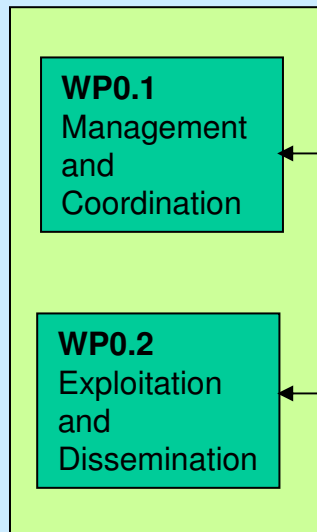 WP0.1
Management
and
Coordination
WP0.2
Exploitation
and
Dissemination